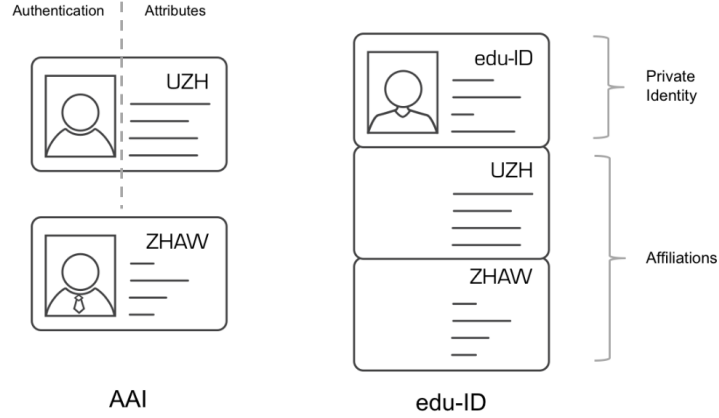 Authentication
Attributes
UZH
ZHAW
AAI
edu-ID
UZH
ZHAW
edu-ID
Private
Identity
Affiliations